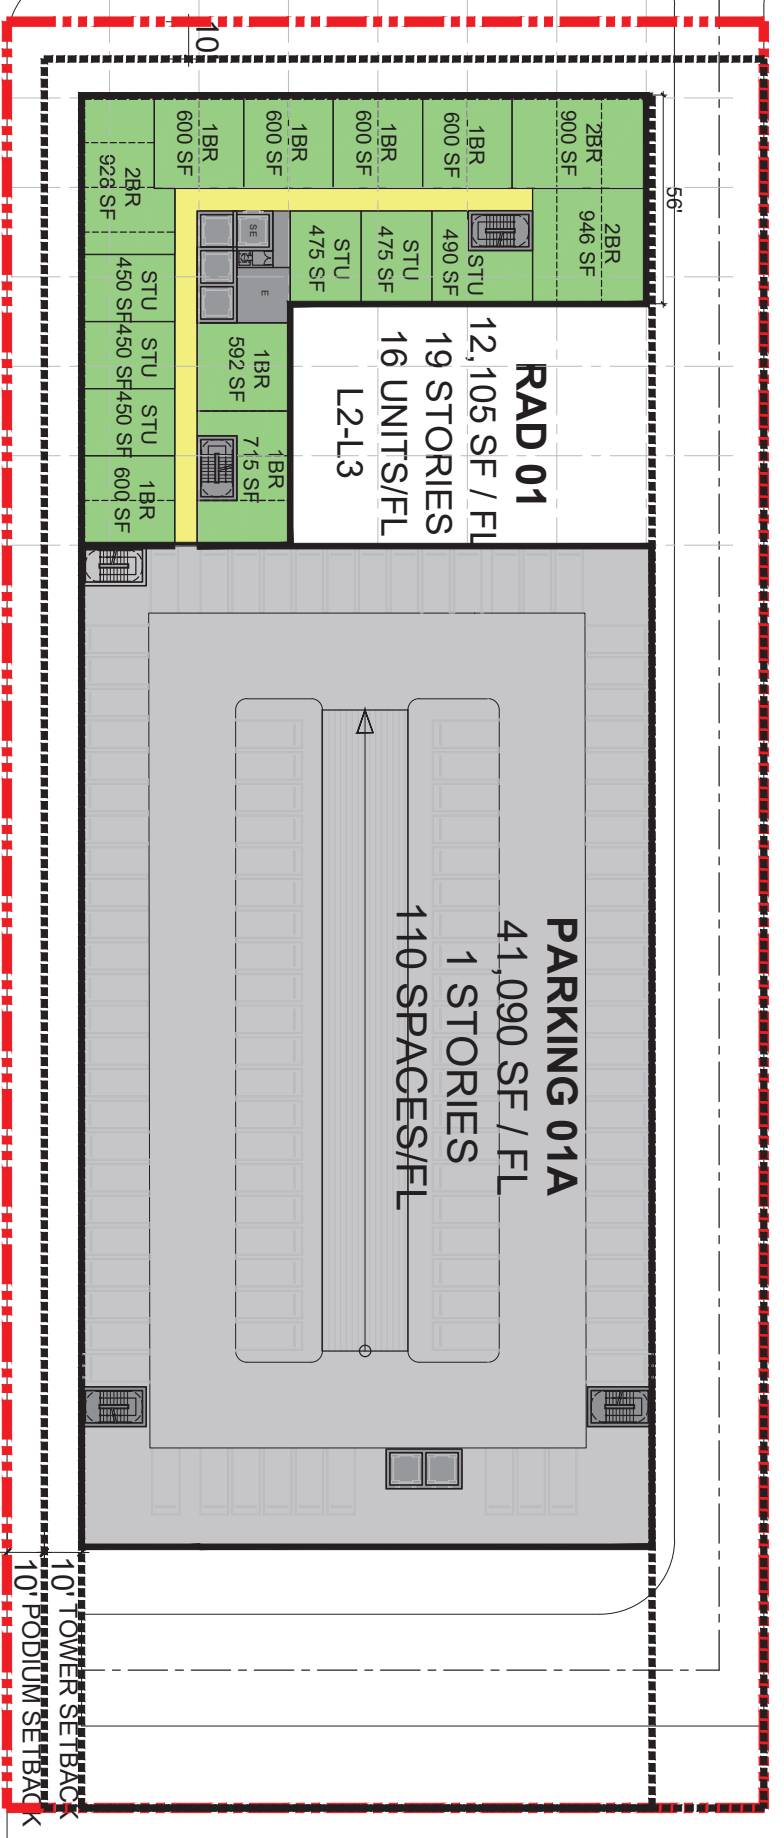 10'
56'
2BR
900 SF
1BR
600 SF
1BR
600 SF
1BR
600 SF
1BR
600 SF
2BR
946 SF
STU
490 SF
STU
475 SF
STU
475 SF
SE
E
2BR
928 SF
STU
450 SF
STU
450 SF
STU
450 SF
1BR
600 SF
1BR
592 SF
1BR
715 SF
RAD 01
12,105 SF / FL
19 STORIES
16 UNITS/FL
L2-L3
PARKING 01A
41,090 SF / FL
1 STORIES
110 SPACES/FL
10' TOWER SETBACK
10' PODIUM SETBACK